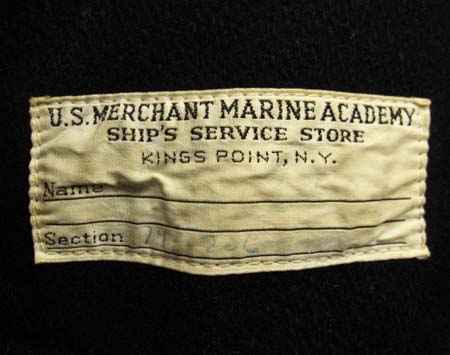 U.S. MERCHANT MARINE ACADEMY
SHIP'S SERVICE STORE
KINGS POINT, N.Y.
Name
Section